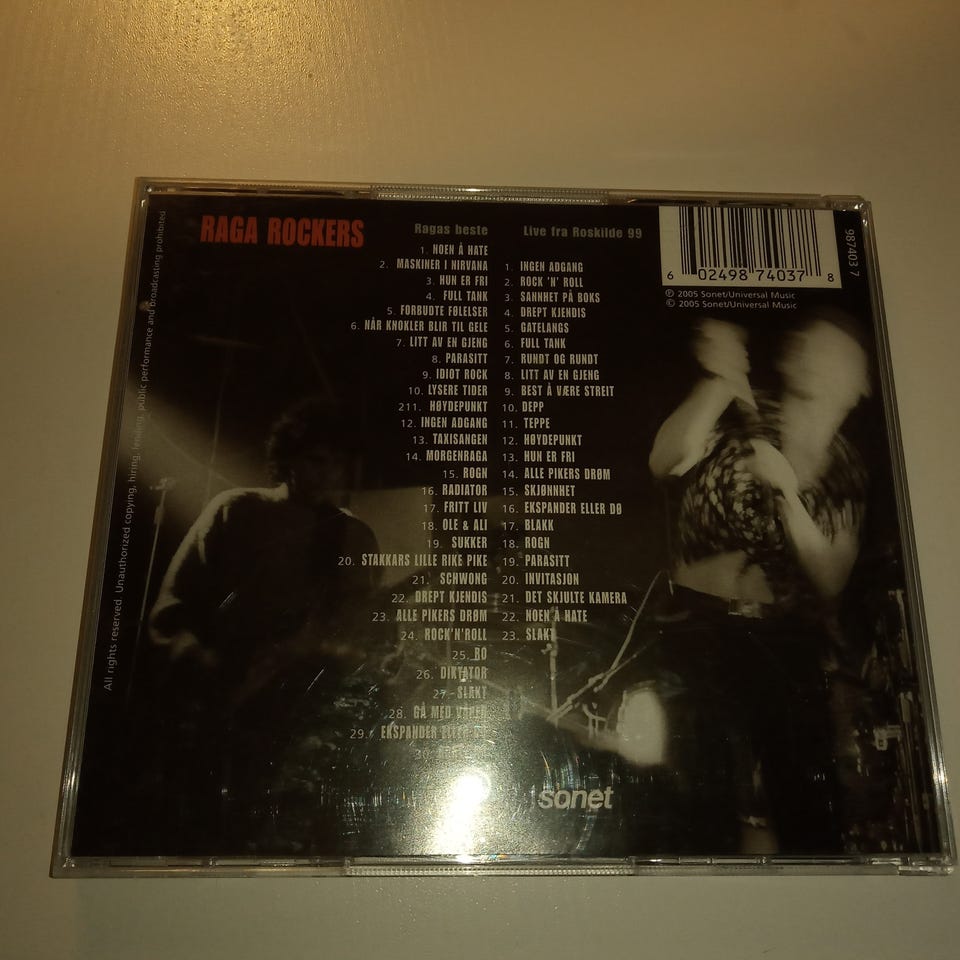 RAGA ROCKERS
Ragas beste
1. NOEN Å HATE
2. MASKINER I NIRVANA
3. HUN ER FRI
4. FULL TANK
5. FORBUDTE FØLELSER
6. NÅR KNOKLER BLIR TIL GELE
7. LITT AV EN GJENG
8. PARASITT
9. IDIOT ROCK
10. LYSERE TIDER
211. HØYDEPUNKT
12. INGEN ADGANG
13. TAXISANGEN
14. MORGENRAGA
15. ROGN
16. RADIATOR
17. FRITT LIV
18. OLE & ALI
19. SUKKER
20. STAKKARS LILLE RIKE PIKE
21. SCHWONG
22. DREPT KJENDIS
23. ALLE PIKERS DRØM
24. ROCK'N'ROLL
25. RO
26. DIKTATOR
27. SLAKT
28. GÅ MED
29. EKSPANDER ELLER
Live fra Roskilde 99
1. INGEN ADGANG
2. ROCK 'N' ROLL
3. SANNHET PÅ BOKS
4. DREPT KJENDIS
5. GATELANGS
6. FULL TANK
7. RUNDT OG RUNDT
8. LITT AV EN GJENG
9. BEST Å VÆRE STREIT
10. DEPP
11. TEPPE
12. HØYDEPUNKT
13. HUN ER FRI
14. ALLE PIKERS DRØM
15. SKJØNNHET
16. EKSPANDER ELLER DØ
17. BLAKK
18. ROGN
19. PARASITT
20. INVITASJON
21. DET SKJULTE KAMERA
22. NOEN Å HATE
23. SLAKT
6 02498 74037 8
987403 7
℗ 2005 Sonet/Universal Music
© 2005 Sonet/Universal Music
sonet
All rights reserved. Unauthorized copying, hiring, lending, public performance and broadcasting prohibited